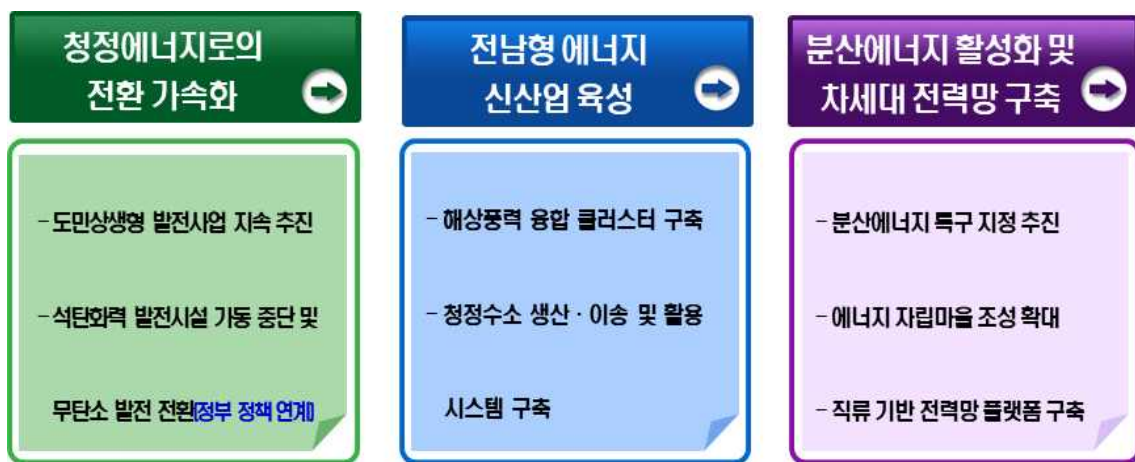 청정에너지로의
전환 가속화
- 도민상생형 발전사업 지속 추진
- 석탄화력 발전시설 가동 중단 및
무탄소 발전 전환(정부 정책 연계)
전남형 에너지
신산업 육성
- 해상풍력 융합 클러스터 구축
- 청정수소 생산 · 이송 및 활용
시스템 구축
분산에너지 활성화 및
차세대 전력망 구축
- 분산에너지 특구 지정 추진
- 에너지 자립마을 조성 확대
- 직류 기반 전력망 플랫폼 구축